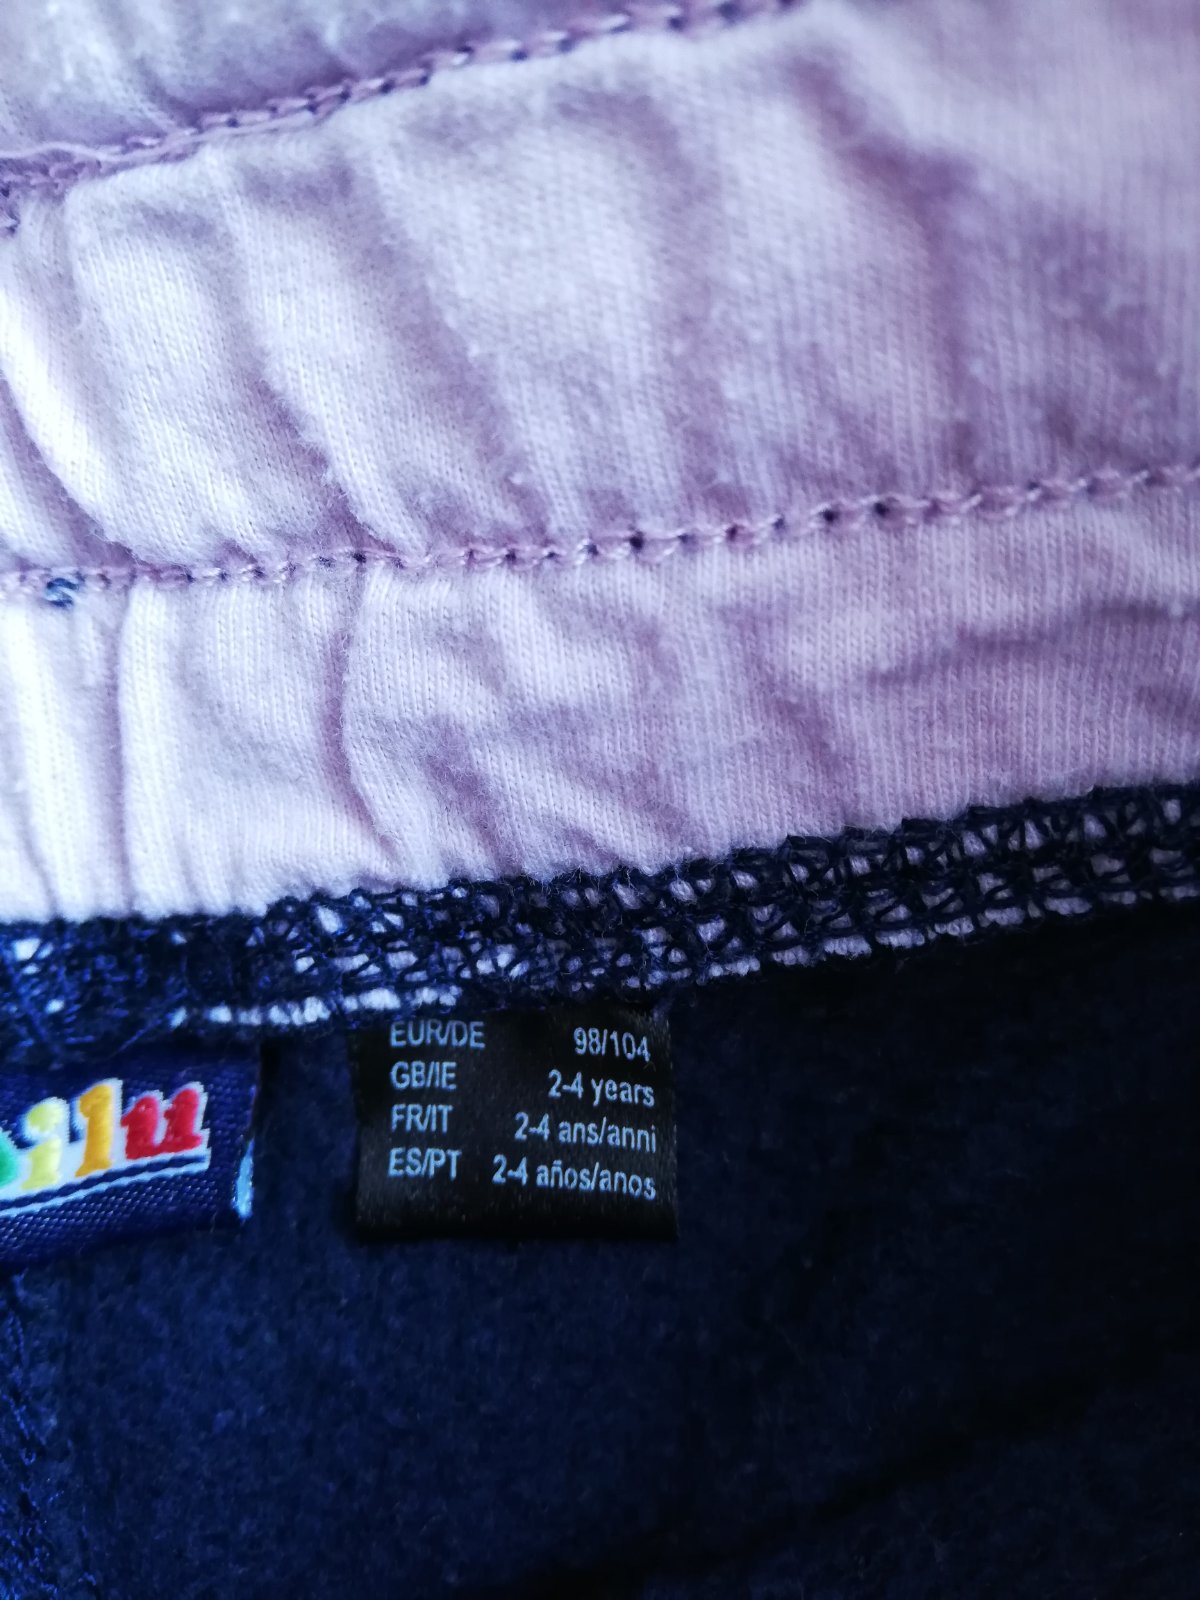 EUR/DE 98/104
GB/IE 2-4 years
FR/IT 2-4 ans/anni
ES/PT 2-4 años/anos
ilu